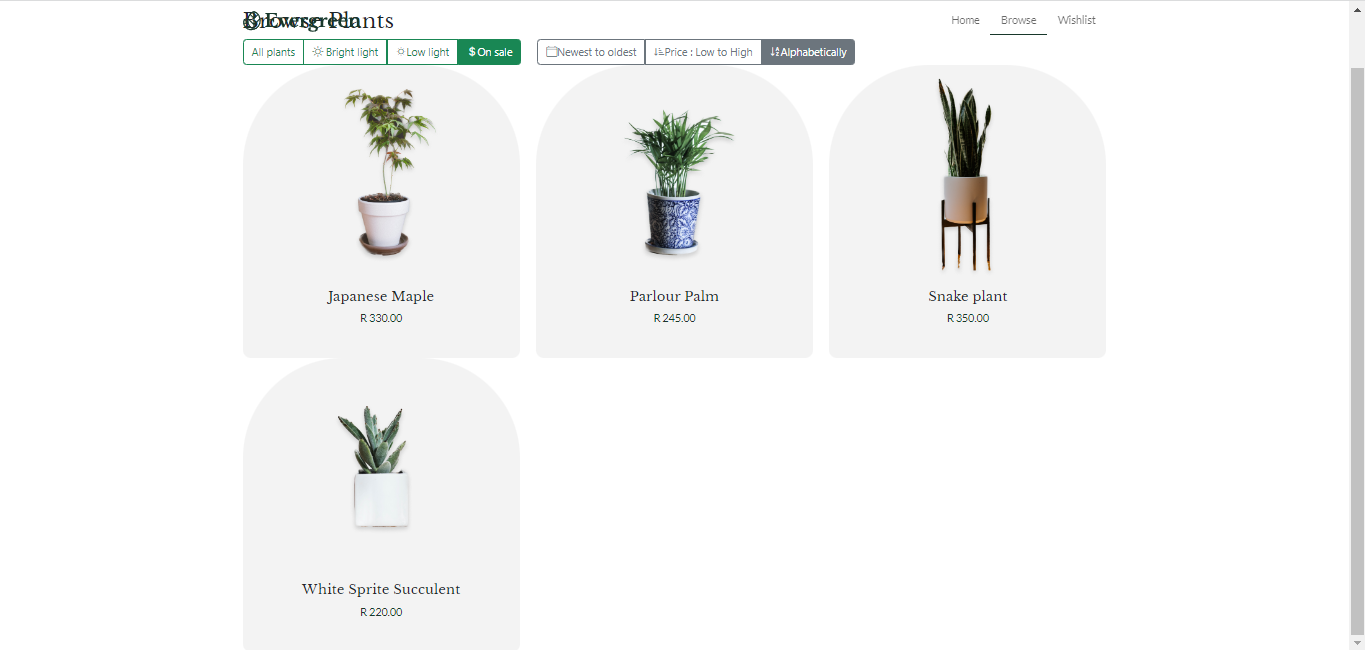 Browse Plants
Evergreen
Home
Browse
Wishlist
All plants
Bright light
Low light
$ On sale
Newest to oldest
Price : Low to High
Alphabetically
Japanese Maple
R 330.00
Parlour Palm
R 245.00
Snake plant
R 350.00
White Sprite Succulent
R 220.00